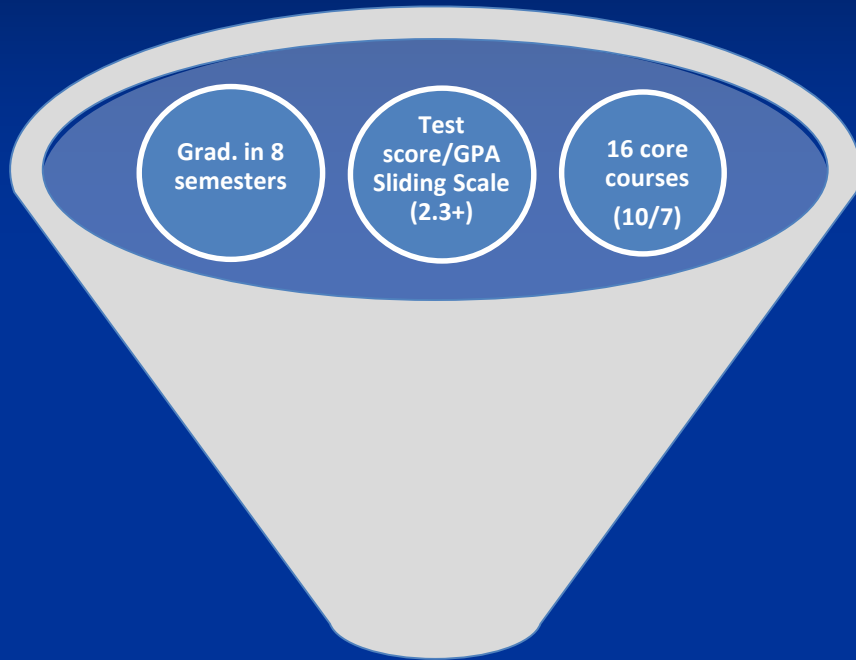 Grad. in 8
semesters
Test
score/GPA
Sliding Scale
(2.3+)
16 core
courses
(10/7)